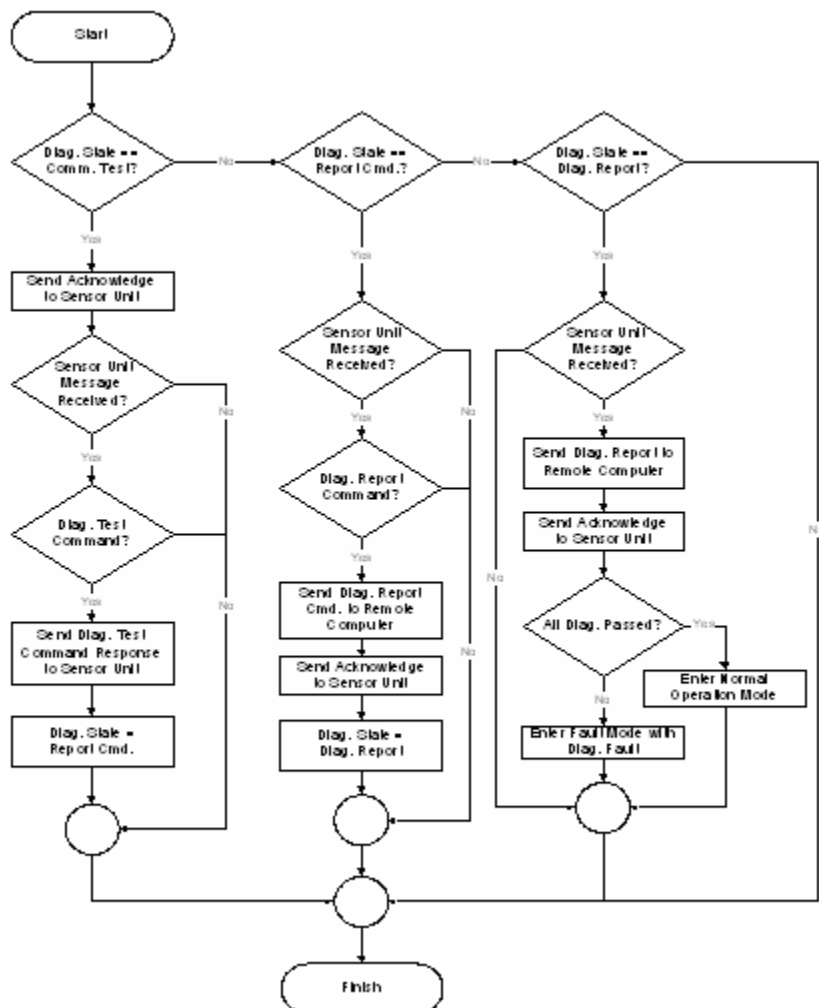 Start
Diag. State ==
Comm. Test?
No
Diag. State ==
Report Cmd.?
No
Diag. State ==
Diag. Report?
Yes
Yes
Yes
No
Send Acknowledge
to Sensor Unit
Sensor Unit
Message
Received?
No
Yes
Diag. Test
Command?
No
Yes
Send Diag. Test
Command Response
to Sensor Unit
Diag. State =
Report Cmd.
Sensor Unit
Message
Received?
No
Yes
Diag. Report
Command?
No
Yes
Send Diag. Report
Cmd. to Remote
Computer
Send Acknowledge
to Sensor Unit
Diag. State =
Diag. Report
Sensor Unit
Message
Received?
No
Yes
Send Diag. Report to
Remote Computer
Send Acknowledge
to Sensor Unit
All Diag. Passed?
Yes
No
Enter Normal
Operation Mode
Enter Fault Mode with
Diag. Fault
Finish